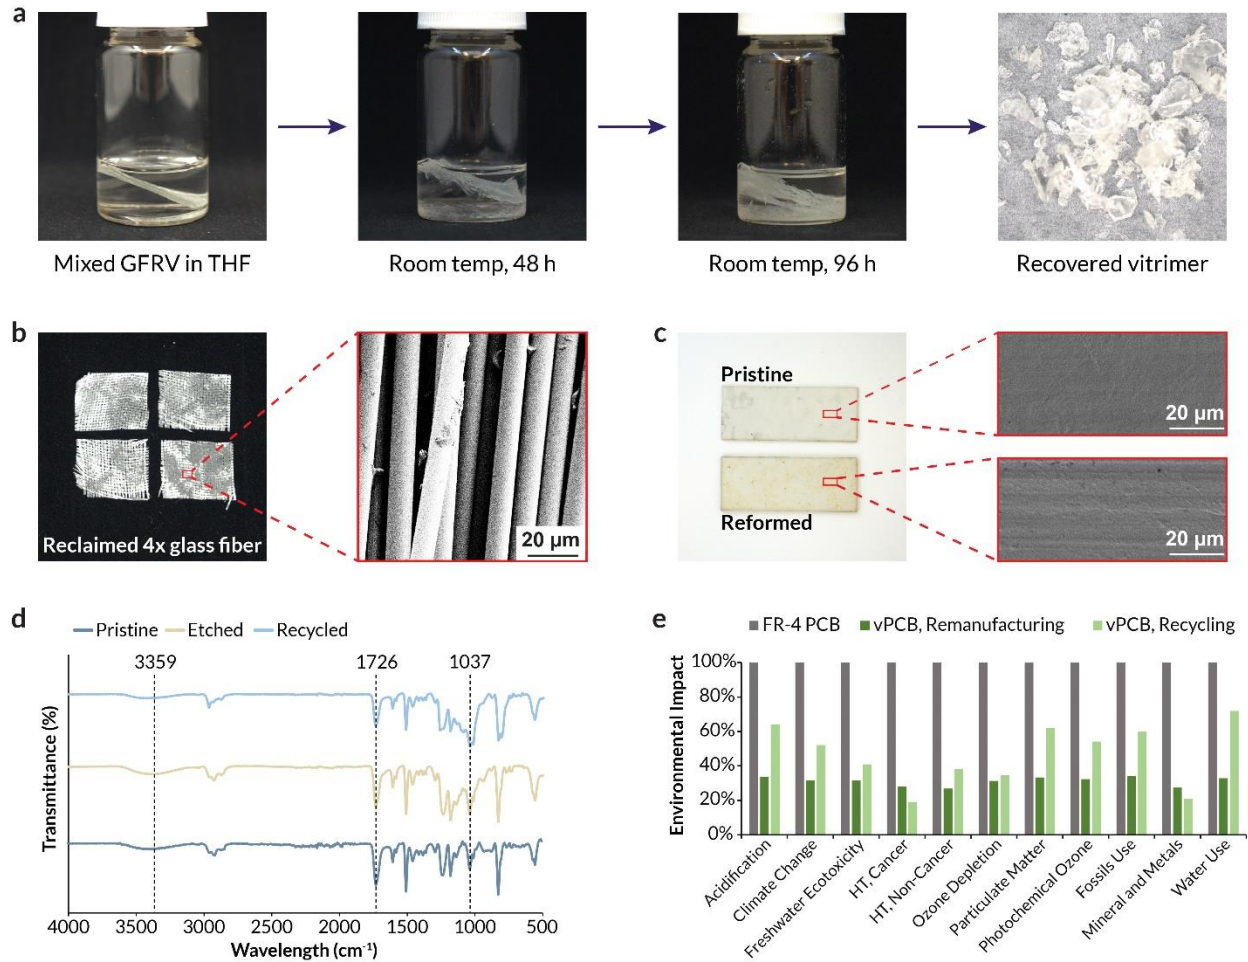 a
Mixed GFRV in THF
Room temp, 48 h
Room temp, 96 h
Recovered vitrimer
b
Reclaimed 4x glass fiber
20 µm
c
Pristine
Reformed
20 µm
20 µm
d
Pristine
Etched
Recycled
3359
1726
1037
Transmittance (%)
4000
3500
3000
2500
2000
1500
1000
500
Wavelength (cm⁻¹)
e
FR-4 PCB
vPCB, Remanufacturing
vPCB, Recycling
Environmental Impact
100%
80%
60%
40%
20%
0%
Acidification
Climate Change
Freshwater Ecotoxicity
HT, Cancer
HT, Non-Cancer
Ozone Depletion
Particulate Matter
Photochemical Ozone
Fossils Use
Mineral and Metals
Water Use